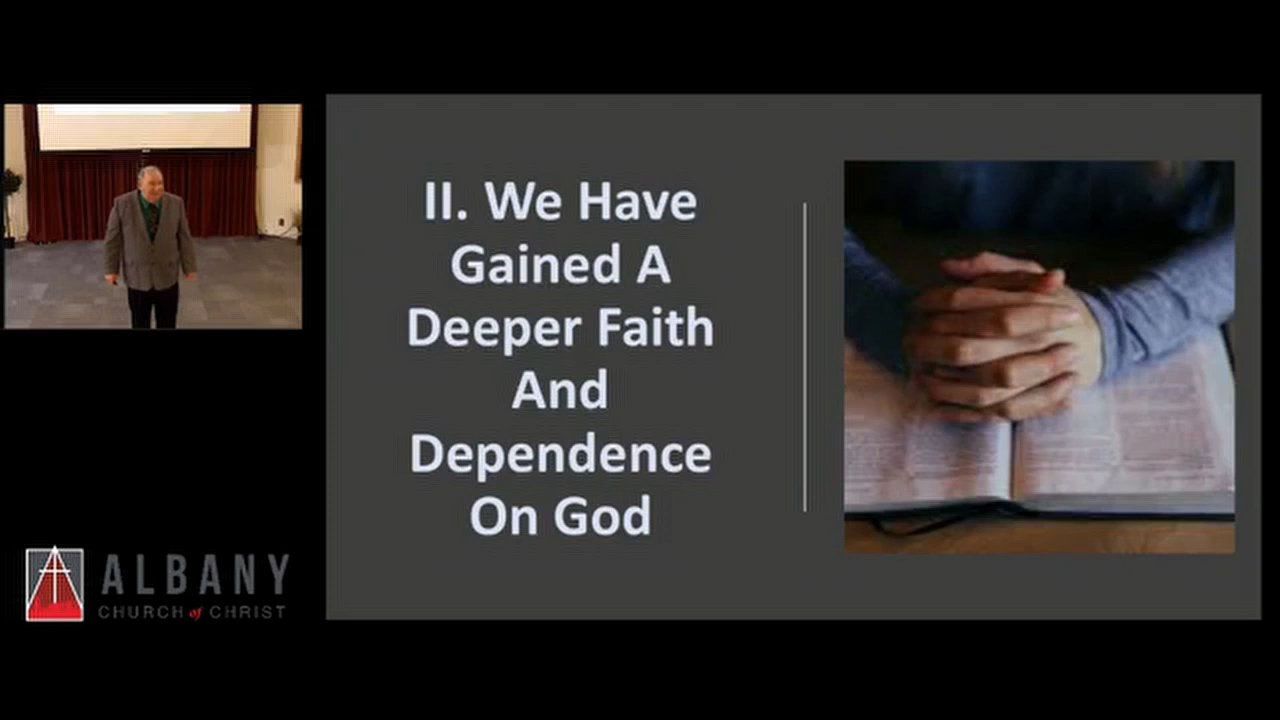 II. We Have
Gained A
Deeper Faith
And
Dependence
On God
ALBANY
CHURCH of CHRIST